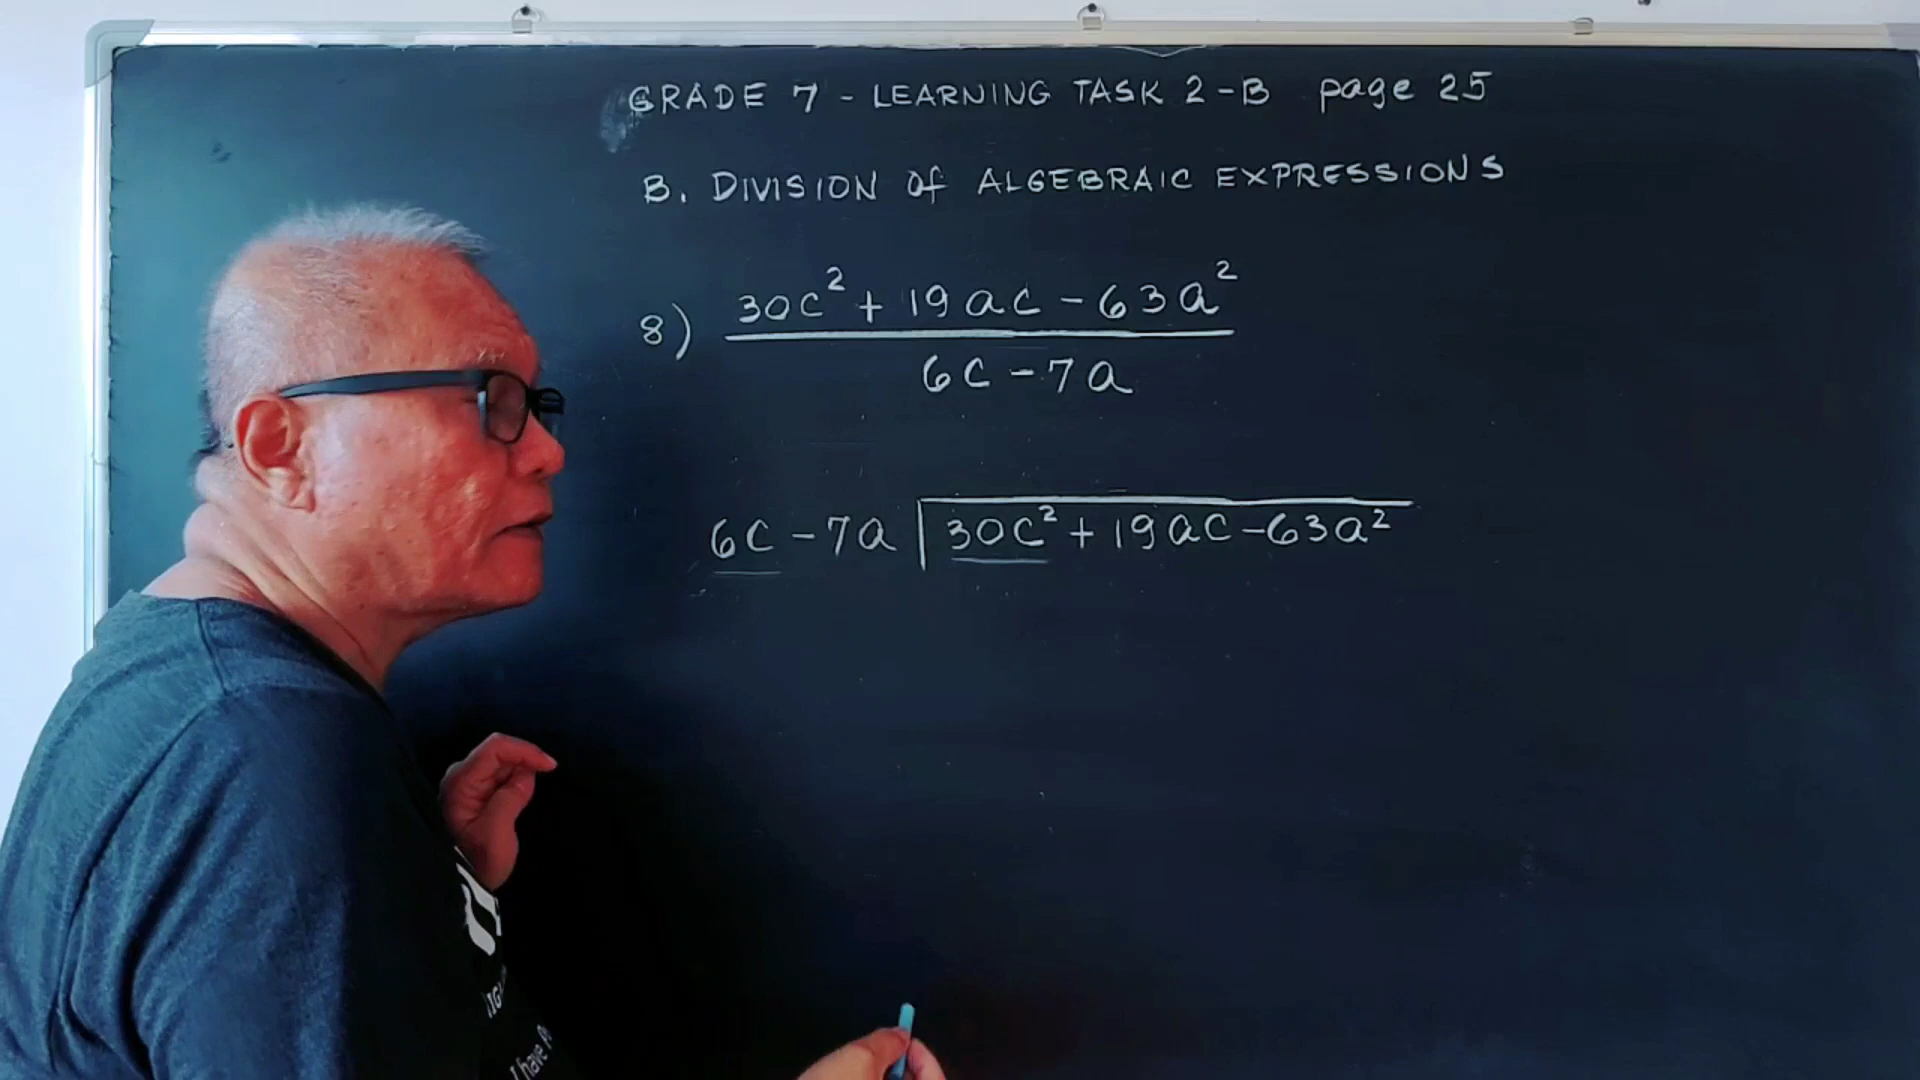 GRADE 7 - LEARNING TASK 2-B page 25
B. DIVISION of ALGEBRAIC EXPRESSIONS
8) 30c² + 19ac - 63a²
6c - 7a
6c - 7a 30c² + 19ac - 63a²
I have